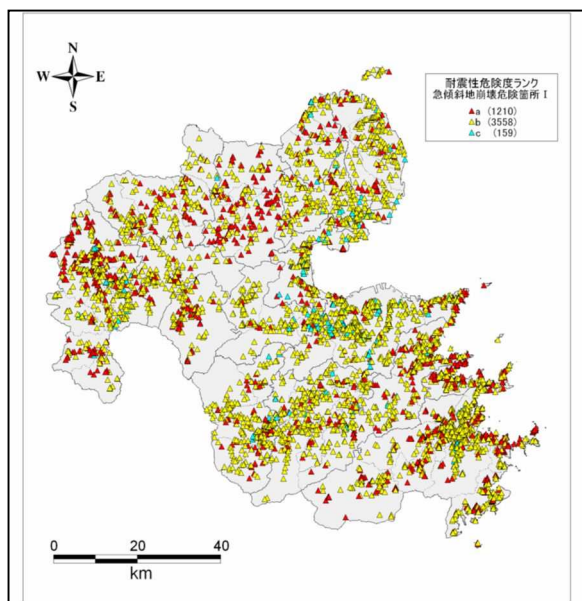 N
W E
S
耐震性危険度ランク
急傾斜地崩壊危険箇所 I
a (1210)
b (3558)
c (159)
0 20 40
km